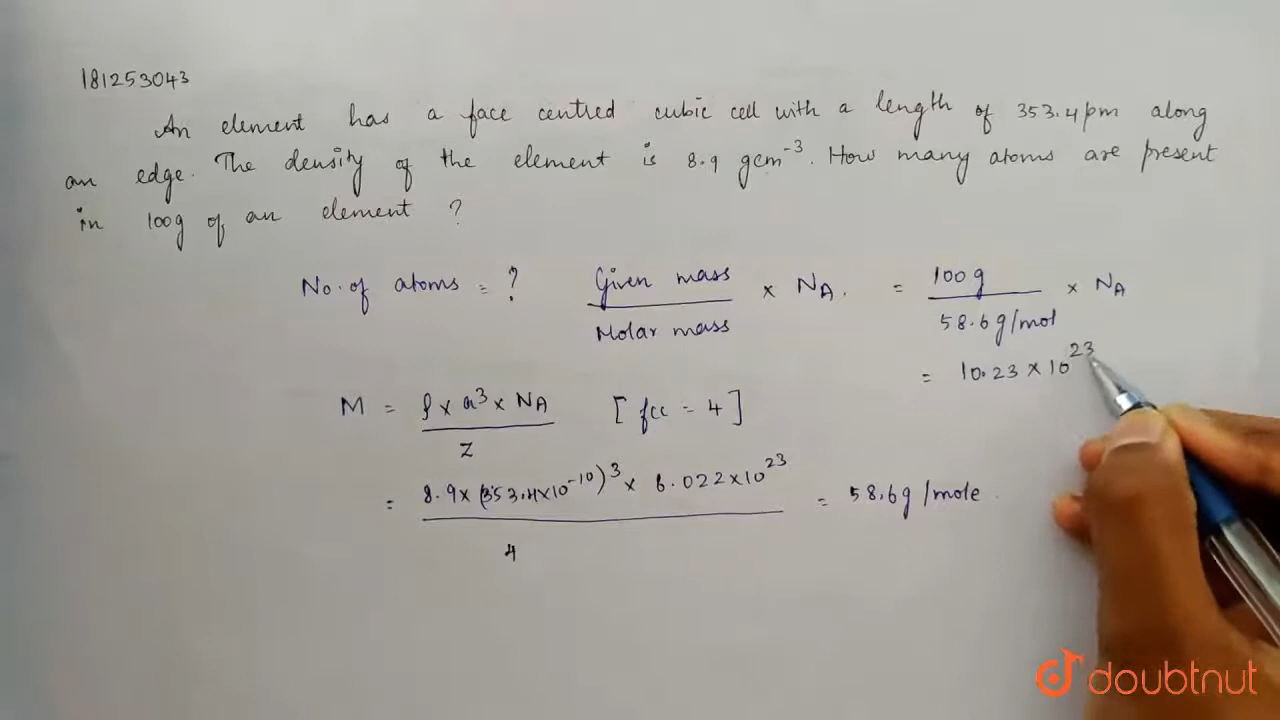 181253043
An element has a face centred cubic cell with a length of 353.4pm along
an edge. The density of the element is 8.9 gcm⁻³. How many atoms are present
in 100g of an element ?
No. of atoms = ? Given mass / Molar mass × NA. = 100g / 58.6g/mol × NA
= 10.23 × 10²³
M = ρ × a³ × NA / Z [ fcc = 4 ]
= 8.9 × (353.4×10⁻¹⁰)³ × 6.022×10²³ / 4 = 58.6g /mole.
doubtnut